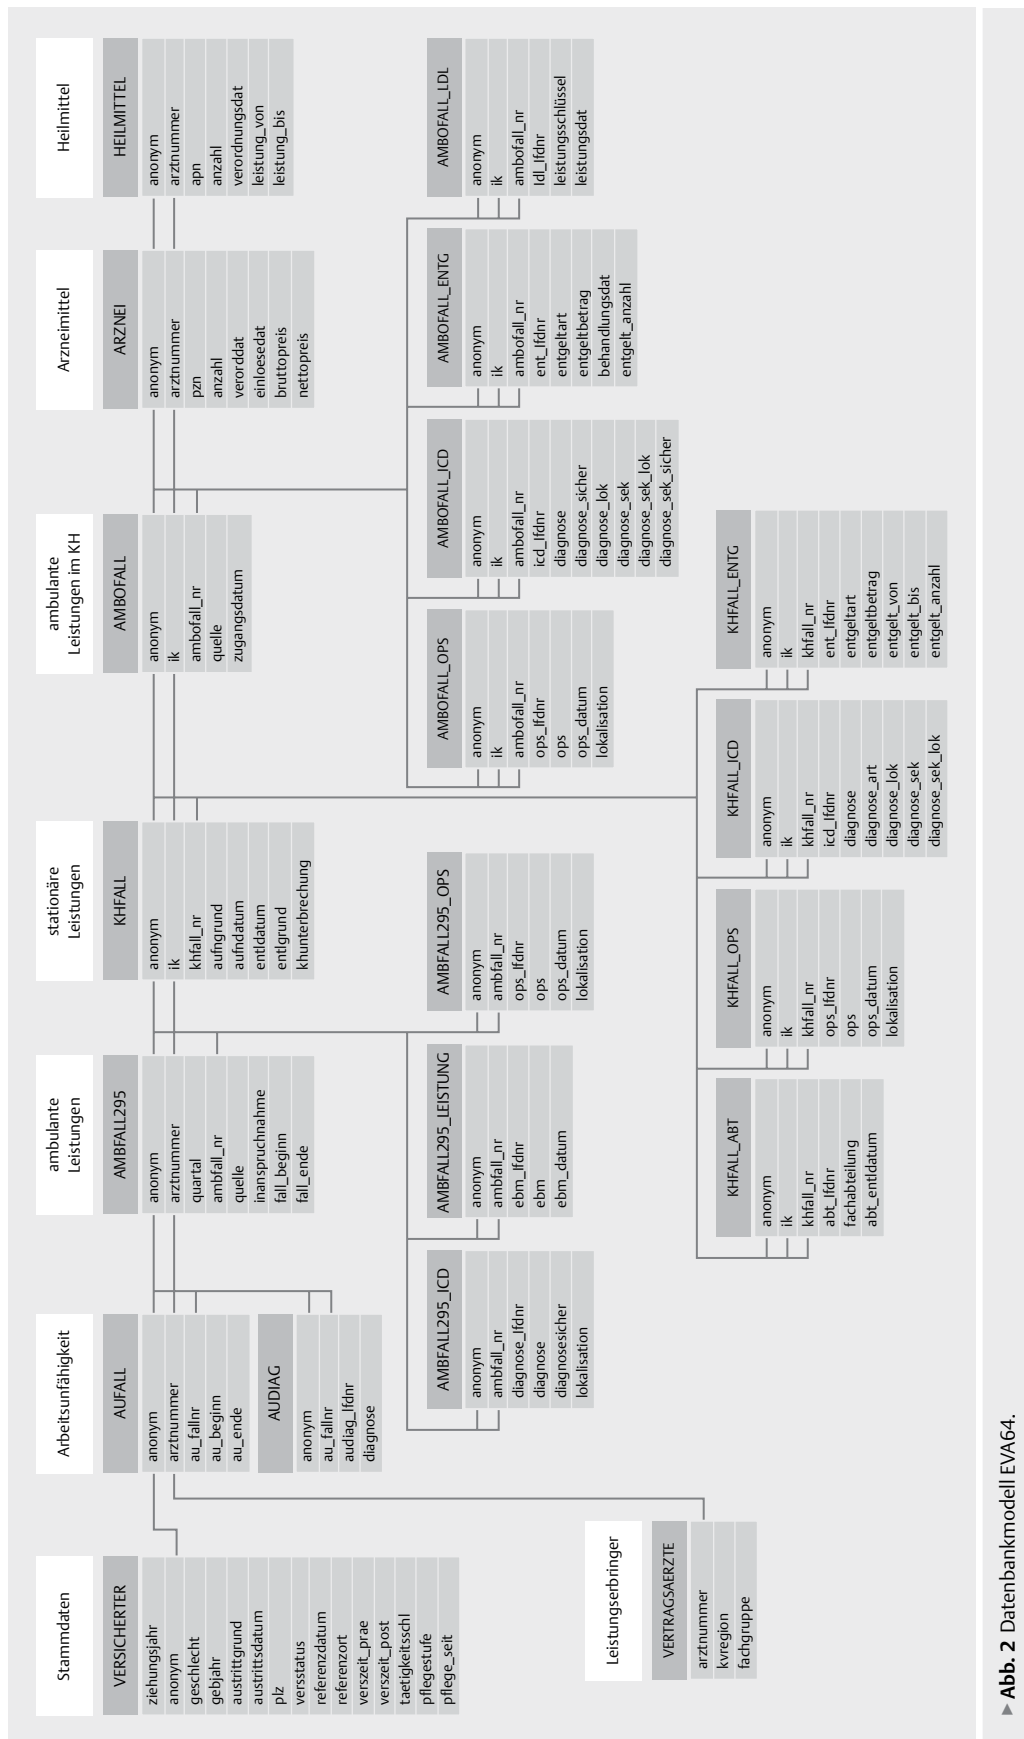 Stammdaten
VERSICHERTER
ziehungsjahr
anonym
geschlecht
gebjahr
austrittgrund
austrittsdatum
plz
versstatus
referenzdatum
referenzort
verszeit_prae
verszeit_post
taetigkeitsschl
pflegestufe
pflege_seit
Arbeitsunfähigkeit
AUFALL
anonym
arztnummer
au_fallnr
au_beginn
au_ende
AUDIAG
anonym
au_fallnr
audiag_lfdnr
diagnose
ambulante
Leistungen
AMBFALL295
anonym
arztnummer
quartal
ambfall_nr
quelle
inanspruchnahme
fall_beginn
fall_ende
stationäre
Leistungen
KHFALL
anonym
ik
khfall_nr
aufngrund
aufndatum
entldatum
entlgrund
khunterbrechung
ambulante
Leistungen im KH
AMBOFALL
anonym
ik
ambofall_nr
quelle
zugangsdatum
Arzneimittel
ARZNEI
anonym
arztnummer
pzn
anzahl
verorddat
einloesedat
bruttopreis
nettopreis
Heilmittel
HEILMITTEL
anonym
arztnummer
apn
anzahl
verordnungsdat
leistung_von
leistung_bis
AMBFALL295_ICD
anonym
ambfall_nr
diagnose_lfdnr
diagnose
diagnosesicher
lokalisation
AMBFALL295_LEISTUNG
anonym
ambfall_nr
ebm_lfdnr
ebm
ebm_datum
AMBFALL295_OPS
anonym
ambfall_nr
ops_lfdnr
ops
ops_datum
lokalisation
AMBOFALL_OPS
anonym
ik
ambofall_nr
ops_lfdnr
ops
ops_datum
lokalisation
AMBOFALL_ICD
anonym
ik
ambofall_nr
icd_lfdnr
diagnose
diagnose_sicher
diagnose_lok
diagnose_sek
diagnose_sek_lok
diagnose_sek_sicher
AMBOFALL_ENTG
anonym
ik
ambofall_nr
ent_lfdnr
entgeltart
entgeltbetrag
behandlungsdat
entgelt_anzahl
AMBOFALL_LDL
anonym
ik
ambofall_nr
ldl_lfdnr
leistungsschlüssel
leistungsdat
Leistungserbringer
VERTRAGSAERZTE
arztnummer
kvregion
fachgruppe
KHFALL_ABT
anonym
ik
khfall_nr
abt_lfdnr
fachabteilung
abt_entldatum
KHFALL_OPS
anonym
ik
khfall_nr
ops_lfdnr
ops
ops_datum
lokalisation
KHFALL_ICD
anonym
ik
khfall_nr
icd_lfdnr
diagnose
diagnose_art
diagnose_lok
diagnose_sek
diagnose_sek_lok
KHFALL_ENTG
anonym
ik
khfall_nr
ent_lfdnr
entgeltart
entgeltbetrag
entgelt_von
entgelt_bis
entgelt_anzahl
▶ Abb. 2 Datenbankmodell EVA64.